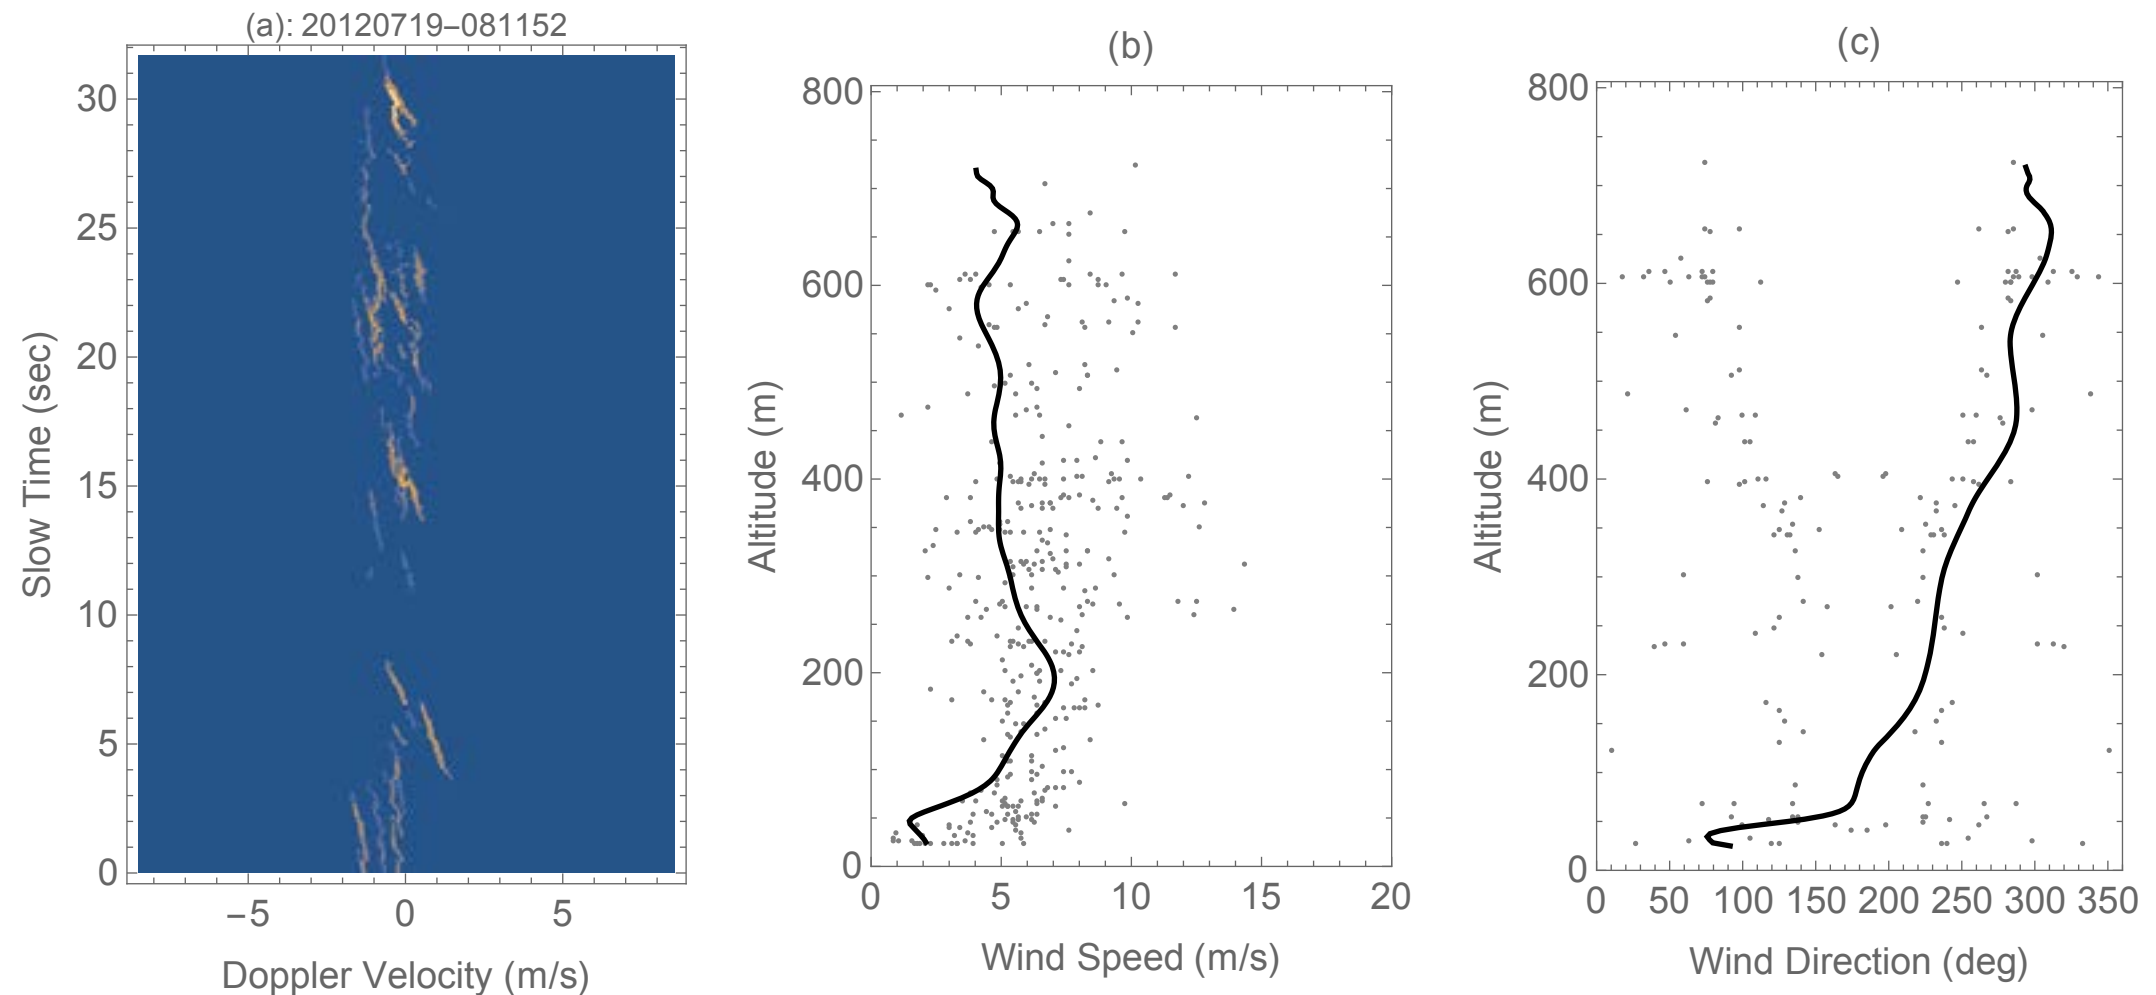 (a): 20120719–081152
30
25
20
15
10
5
0
Slow Time (sec)
−5
0
5
Doppler Velocity (m/s)
(b)
800
600
400
200
0
Altitude (m)
0
5
10
15
20
Wind Speed (m/s)
(c)
800
600
400
200
0
Altitude (m)
0 50 100 150 200 250 300 350
Wind Direction (deg)